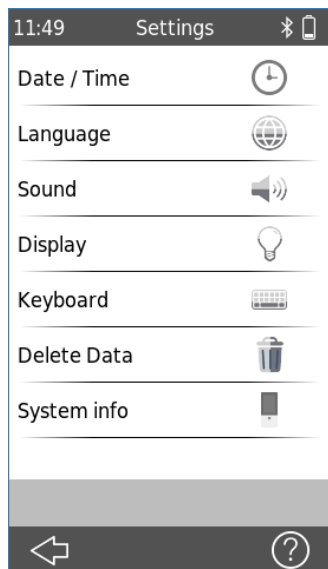 11:49 Settings
Date / Time
Language
Sound
Display
Keyboard
Delete Data
System info
?